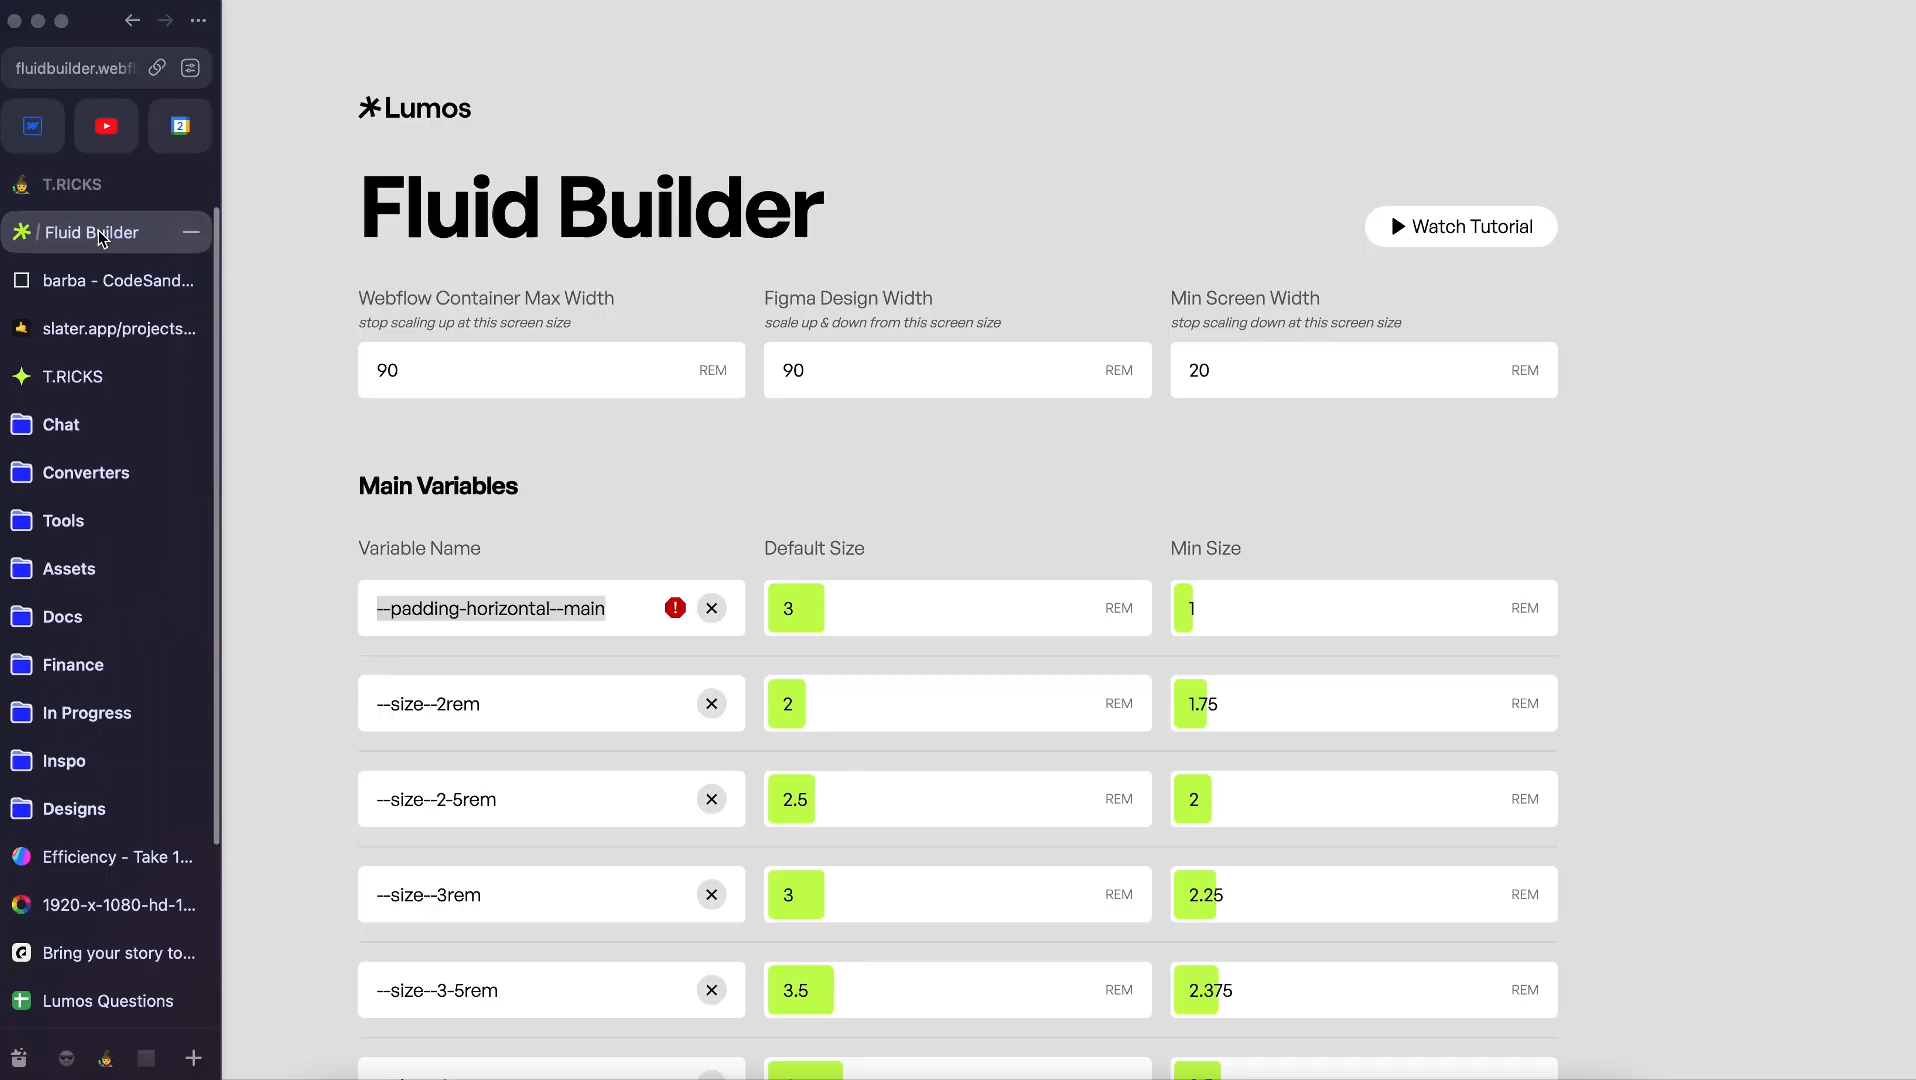 fluidbuilder.webfl
2
T.RICKS
/ Fluid Builder
barba - CodeSand...
slater.app/projects...
T.RICKS
Chat
Converters
Tools
Assets
Docs
Finance
In Progress
Inspo
Designs
Efficiency - Take 1...
1920-x-1080-hd-1...
Bring your story to...
Lumos Questions
Lumos
Fluid Builder
Watch Tutorial
Webflow Container Max Width
stop scaling up at this screen size
90 REM
Figma Design Width
scale up & down from this screen size
90 REM
Min Screen Width
stop scaling down at this screen size
20 REM
Main Variables
Variable Name Default Size Min Size
--padding-horizontal--main 3 REM 1 REM
--size--2rem 2 REM 1.75 REM
--size--2-5rem 2.5 REM 2 REM
--size--3rem 3 REM 2.25 REM
--size--3-5rem 3.5 REM 2.375 REM